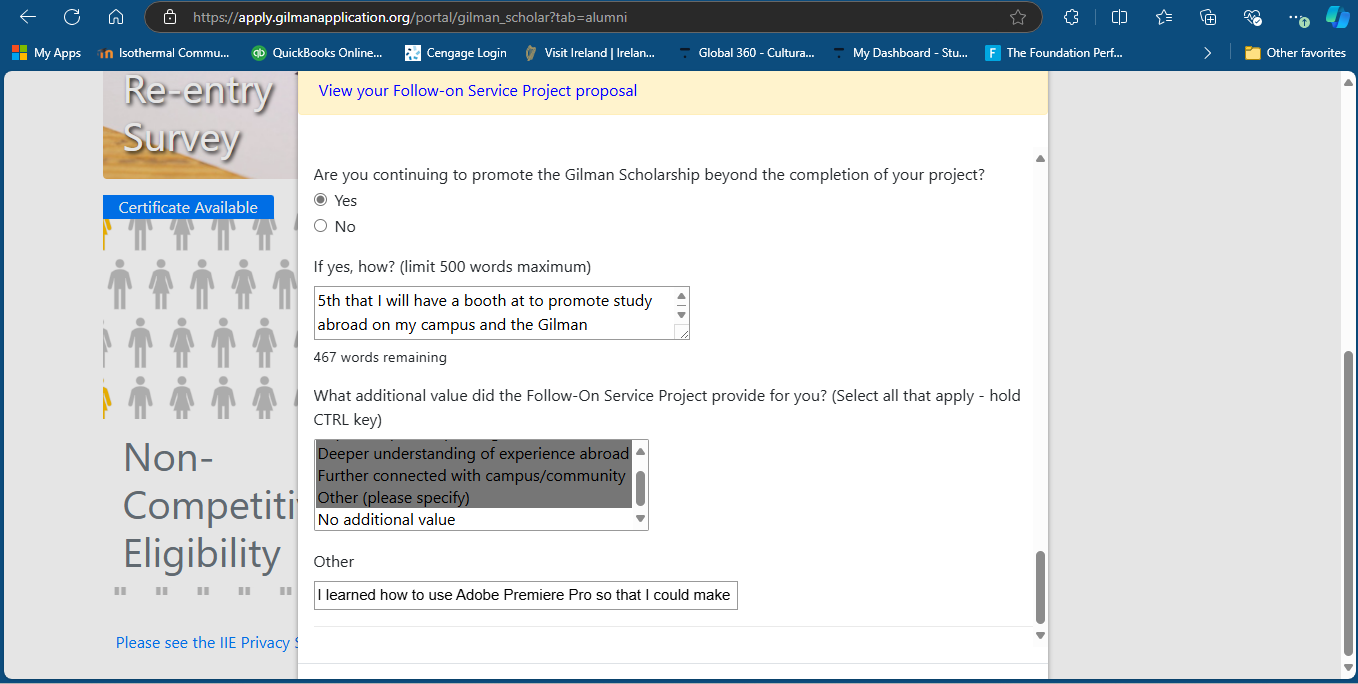 https://apply.gilmanapplication.org/portal/gilman_scholar?tab=alumni
My Apps
Isothermal Commu...
QuickBooks Online...
Cengage Login
Visit Ireland | Irelan...
Global 360 - Cultura...
My Dashboard - Stu...
The Foundation Perf...
Other favorites
Re-entry
Survey
Certificate Available
Non-
Competiti
Eligibility
Please see the IIE Privacy S
View your Follow-on Service Project proposal
Are you continuing to promote the Gilman Scholarship beyond the completion of your project?
Yes
No
If yes, how? (limit 500 words maximum)
5th that I will have a booth at to promote study
abroad on my campus and the Gilman
467 words remaining
What additional value did the Follow-On Service Project provide for you? (Select all that apply - hold
CTRL key)
Deeper understanding of experience abroad
Further connected with campus/community
Other (please specify)
No additional value
Other
I learned how to use Adobe Premiere Pro so that I could make